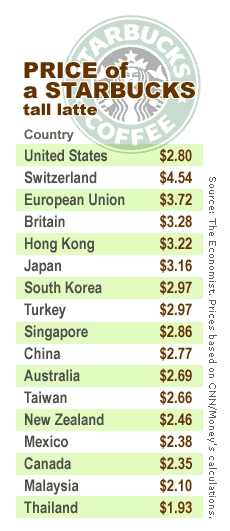 STARBUCKS
COFFEE
PRICE of
a STARBUCKS
tall latte
Country
United States $2.80
Switzerland $4.54
European Union $3.72
Britain $3.28
Hong Kong $3.22
Japan $3.16
South Korea $2.97
Turkey $2.97
Singapore $2.86
China $2.77
Australia $2.69
Taiwan $2.66
New Zealand $2.46
Mexico $2.38
Canada $2.35
Malaysia $2.10
Thailand $1.93
Source: The Economist. Prices based on CNN/Money's calculations.